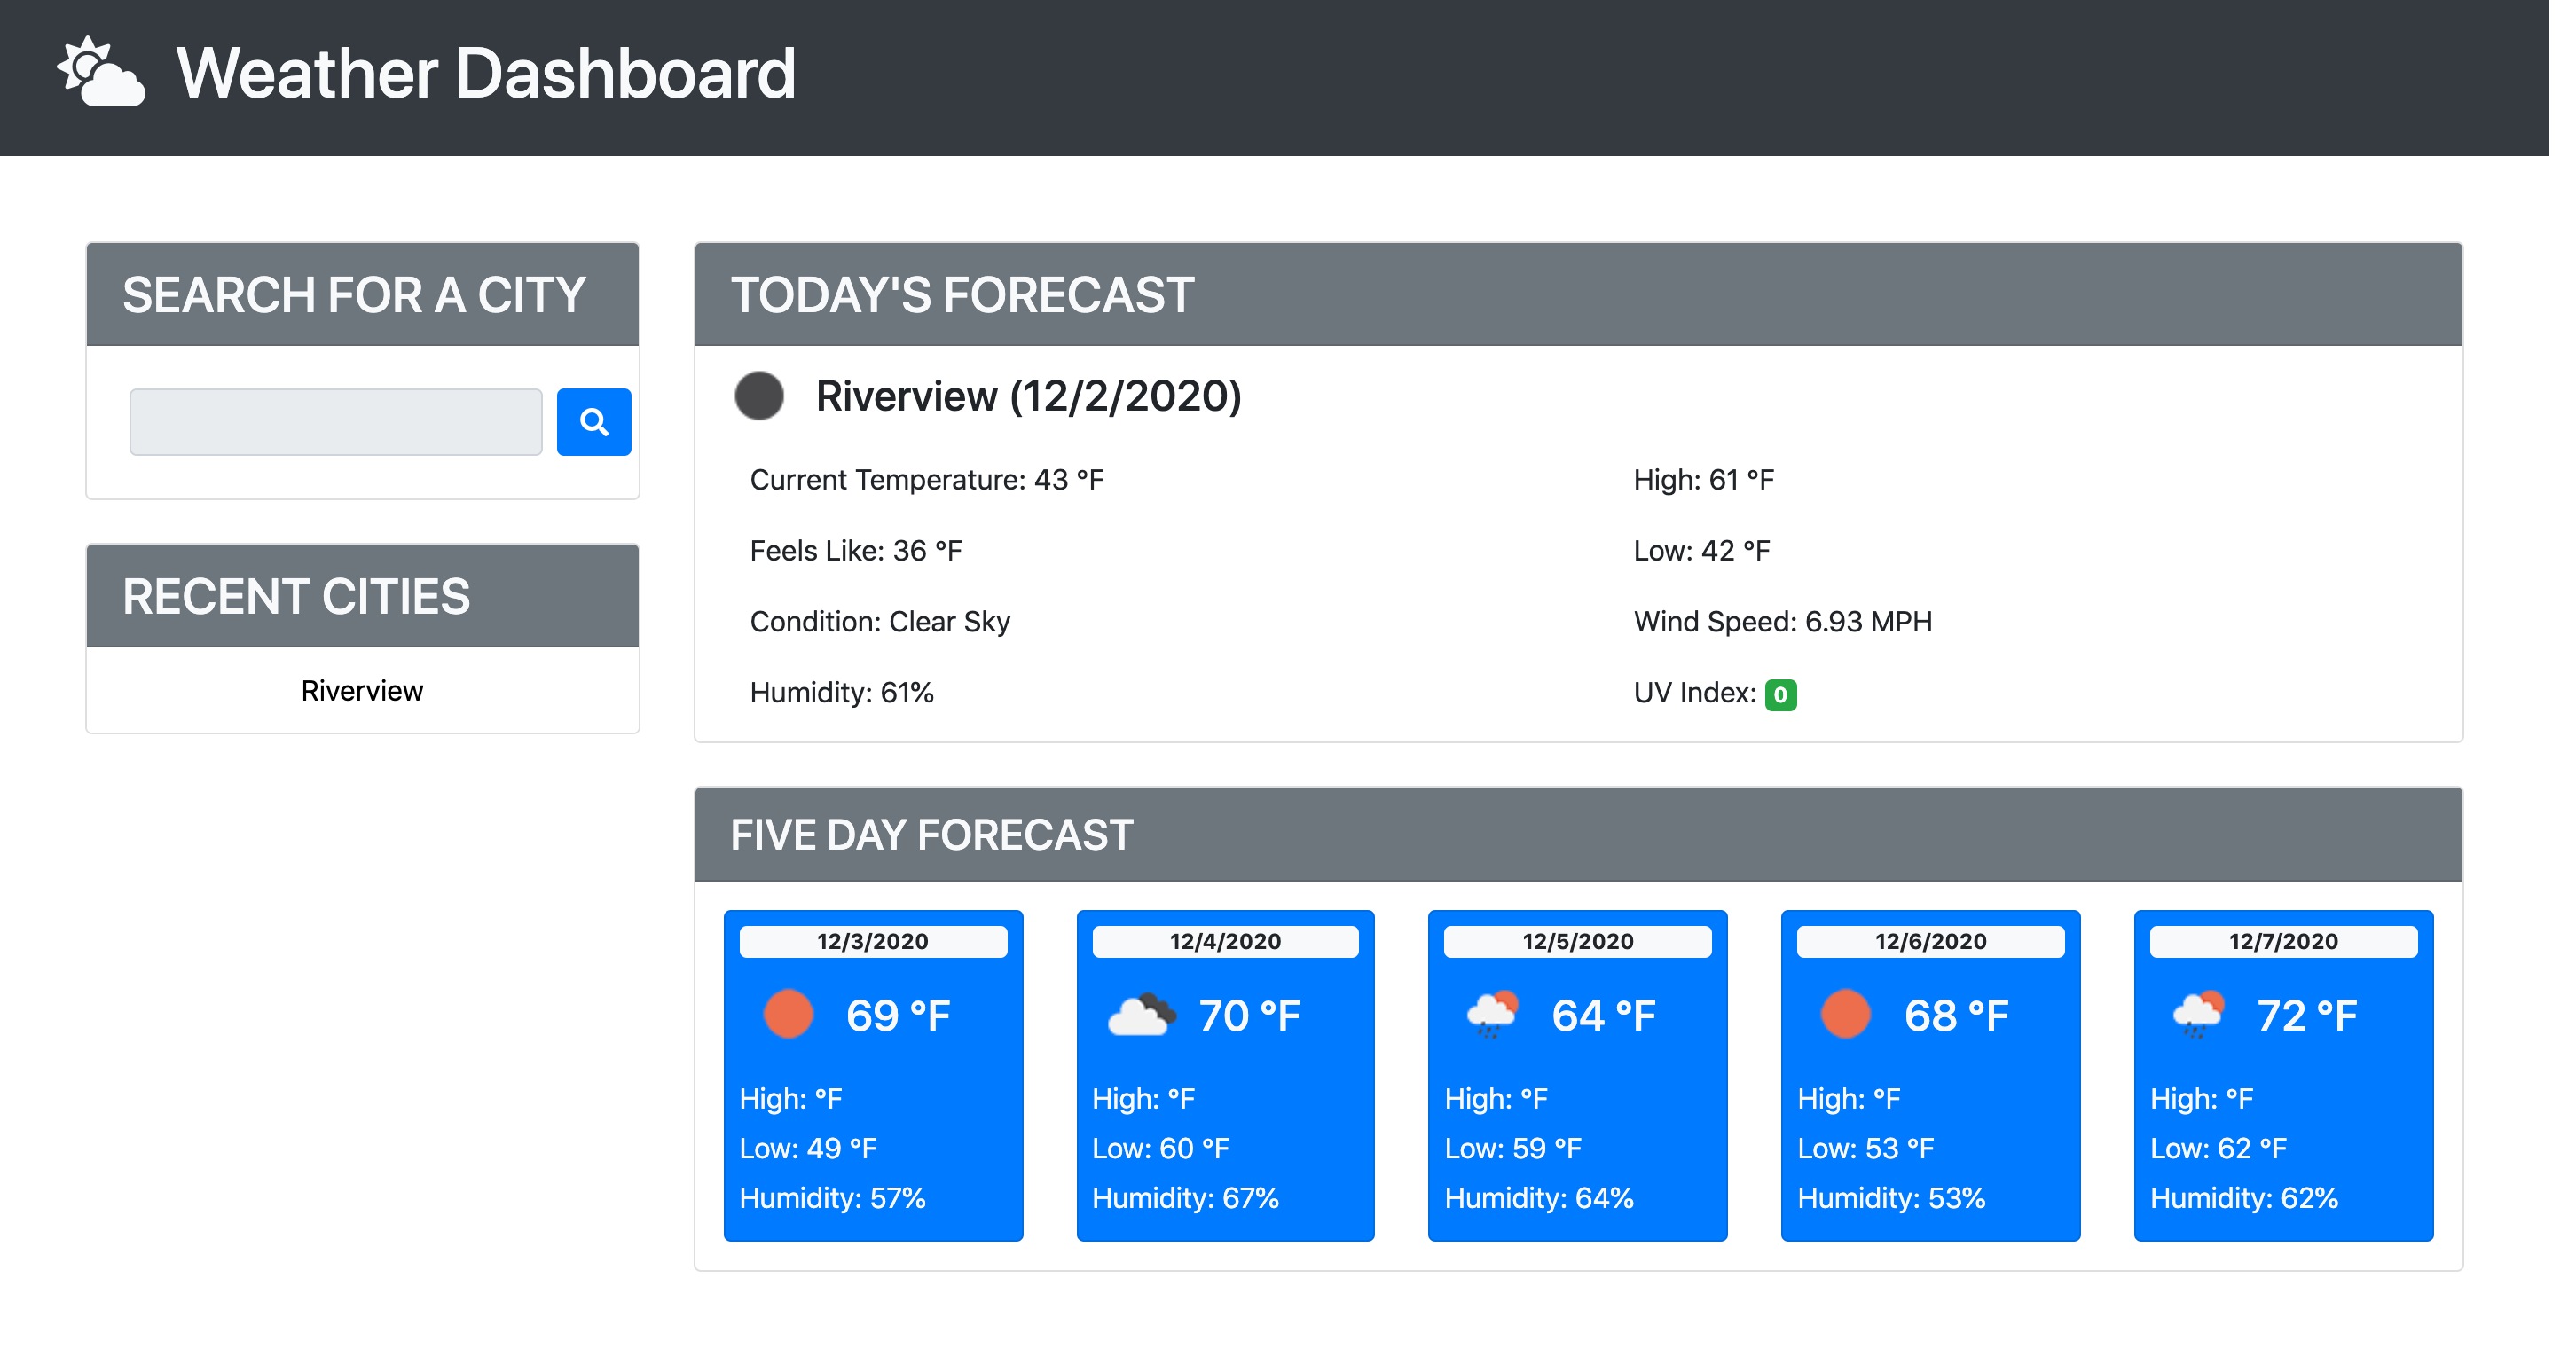 Weather Dashboard
SEARCH FOR A CITY
RECENT CITIES
Riverview
TODAY'S FORECAST
Riverview (12/2/2020)
Current Temperature: 43 °F
High: 61 °F
Feels Like: 36 °F
Low: 42 °F
Condition: Clear Sky
Wind Speed: 6.93 MPH
Humidity: 61%
UV Index: 0
FIVE DAY FORECAST
12/3/2020
69 °F
High: °F
Low: 49 °F
Humidity: 57%
12/4/2020
70 °F
High: °F
Low: 60 °F
Humidity: 67%
12/5/2020
64 °F
High: °F
Low: 59 °F
Humidity: 64%
12/6/2020
68 °F
High: °F
Low: 53 °F
Humidity: 53%
12/7/2020
72 °F
High: °F
Low: 62 °F
Humidity: 62%